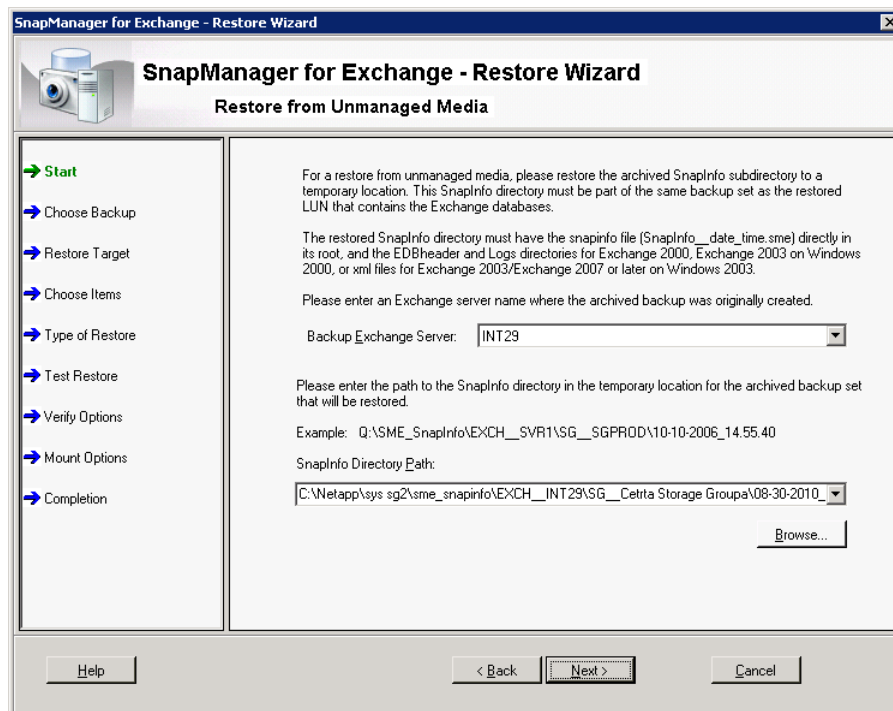 SnapManager for Exchange - Restore Wizard
SnapManager for Exchange - Restore Wizard
Restore from Unmanaged Media
Start
Choose Backup
Restore Target
Choose Items
Type of Restore
Test Restore
Verify Options
Mount Options
Completion
For a restore from unmanaged media, please restore the archived SnapInfo subdirectory to a
temporary location. This SnapInfo directory must be part of the same backup set as the restored
LUN that contains the Exchange databases.
The restored SnapInfo directory must have the snapinfo file (SnapInfo__date_time.sme) directly in
its root, and the EDBheader and Logs directories for Exchange 2000, Exchange 2003 on Windows
2000, or xml files for Exchange 2003/Exchange 2007 or later on Windows 2003.
Please enter an Exchange server name where the archived backup was originally created.
Backup Exchange Server: INT29
Please enter the path to the SnapInfo directory in the temporary location for the archived backup set
that will be restored.
Example: Q:\SME_SnapInfo\EXCH__SVR1\SG__SGPROD\10-10-2006_14.55.40
SnapInfo Directory Path:
C:\Netapp\sys sg2\sme_snapinfo\EXCH__INT29\SG__Cetrta Storage Groupa\08-30-2010_
Browse...
Help
< Back
Next >
Cancel